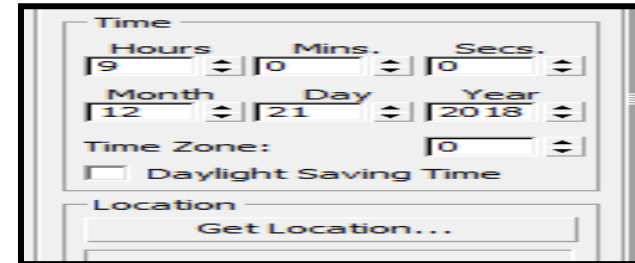 Time
Hours Mins. Secs.
9 0 0
Month Day Year
12 21 2018
Time Zone: 0
Daylight Saving Time
Location
Get Location...